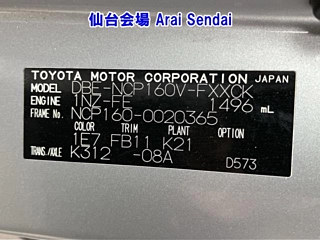 仙台会場 Arai Sendai
TOYOTA MOTOR CORPORATION JAPAN
MODEL DBE-NCP160V-FXXCK
ENGINE 1NZ-FE 1496 mL
FRAME No. NCP160-0020365
COLOR TRIM PLANT OPTION
1E7 FB11 K21
TRANS./AXLE K312 -08A D573